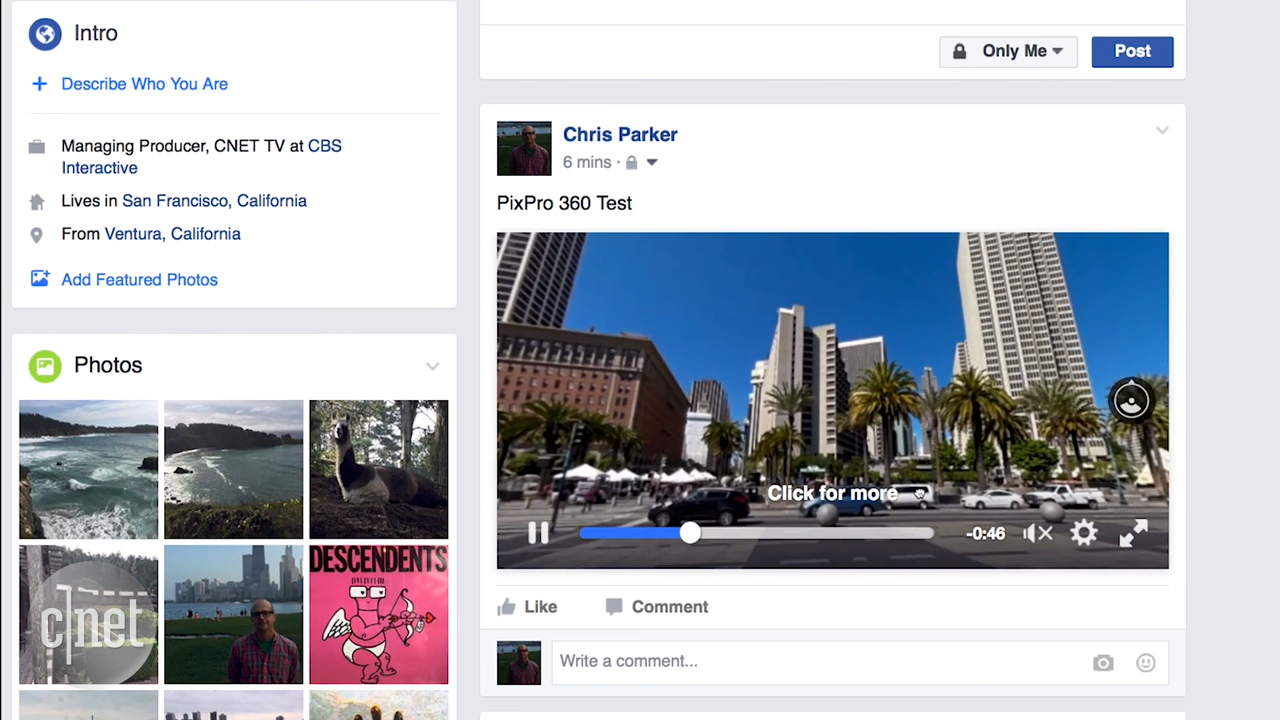 Intro
Describe Who You Are
Managing Producer, CNET TV at CBS
Interactive
Lives in San Francisco, California
From Ventura, California
Add Featured Photos
Photos
DESCENDENTS
c|net
Only Me
Post
Chris Parker
6 mins ·
PixPro 360 Test
Click for more
-0:46
Like
Comment
Write a comment...